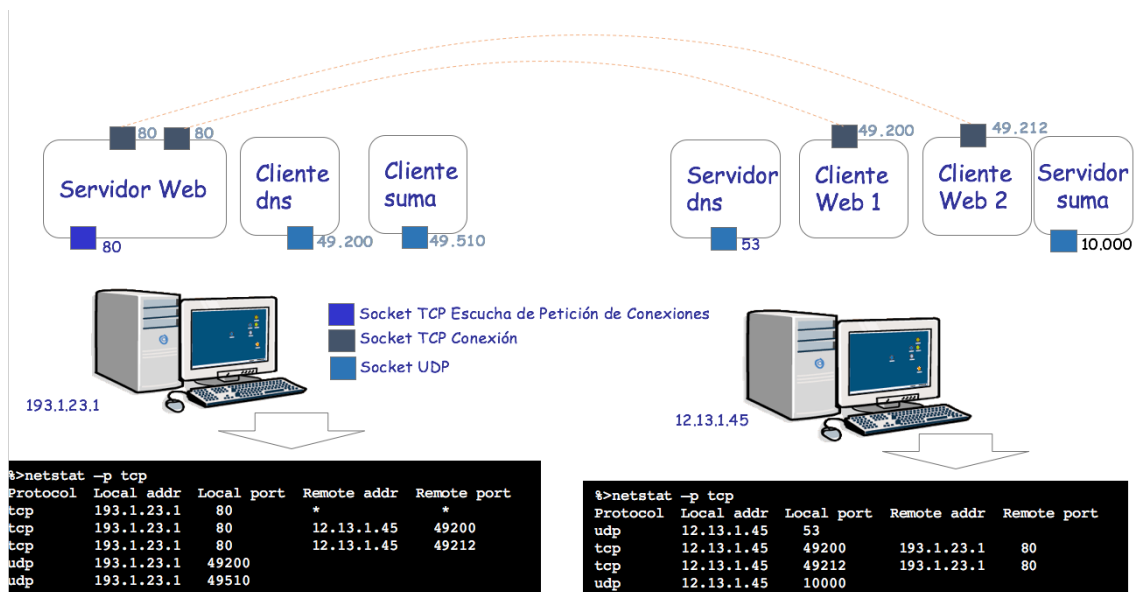 80
80
49.200
49.212
Servidor Web
Cliente dns
Cliente suma
Servidor dns
Cliente Web 1
Cliente Web 2
Servidor suma
80
49.200
49.510
53
10.000
Socket TCP Escucha de Petición de Conexiones
Socket TCP Conexión
Socket UDP
193.1.23.1
12.13.1.45
%>netstat –p tcp
Protocol Local addr Local port Remote addr Remote port
tcp 193.1.23.1 80 * *
tcp 193.1.23.1 80 12.13.1.45 49200
tcp 193.1.23.1 80 12.13.1.45 49212
udp 193.1.23.1 49200
udp 193.1.23.1 49510
%>netstat –p tcp
Protocol Local addr Local port Remote addr Remote port
udp 12.13.1.45 53
tcp 12.13.1.45 49200 193.1.23.1 80
tcp 12.13.1.45 49212 193.1.23.1 80
udp 12.13.1.45 10000